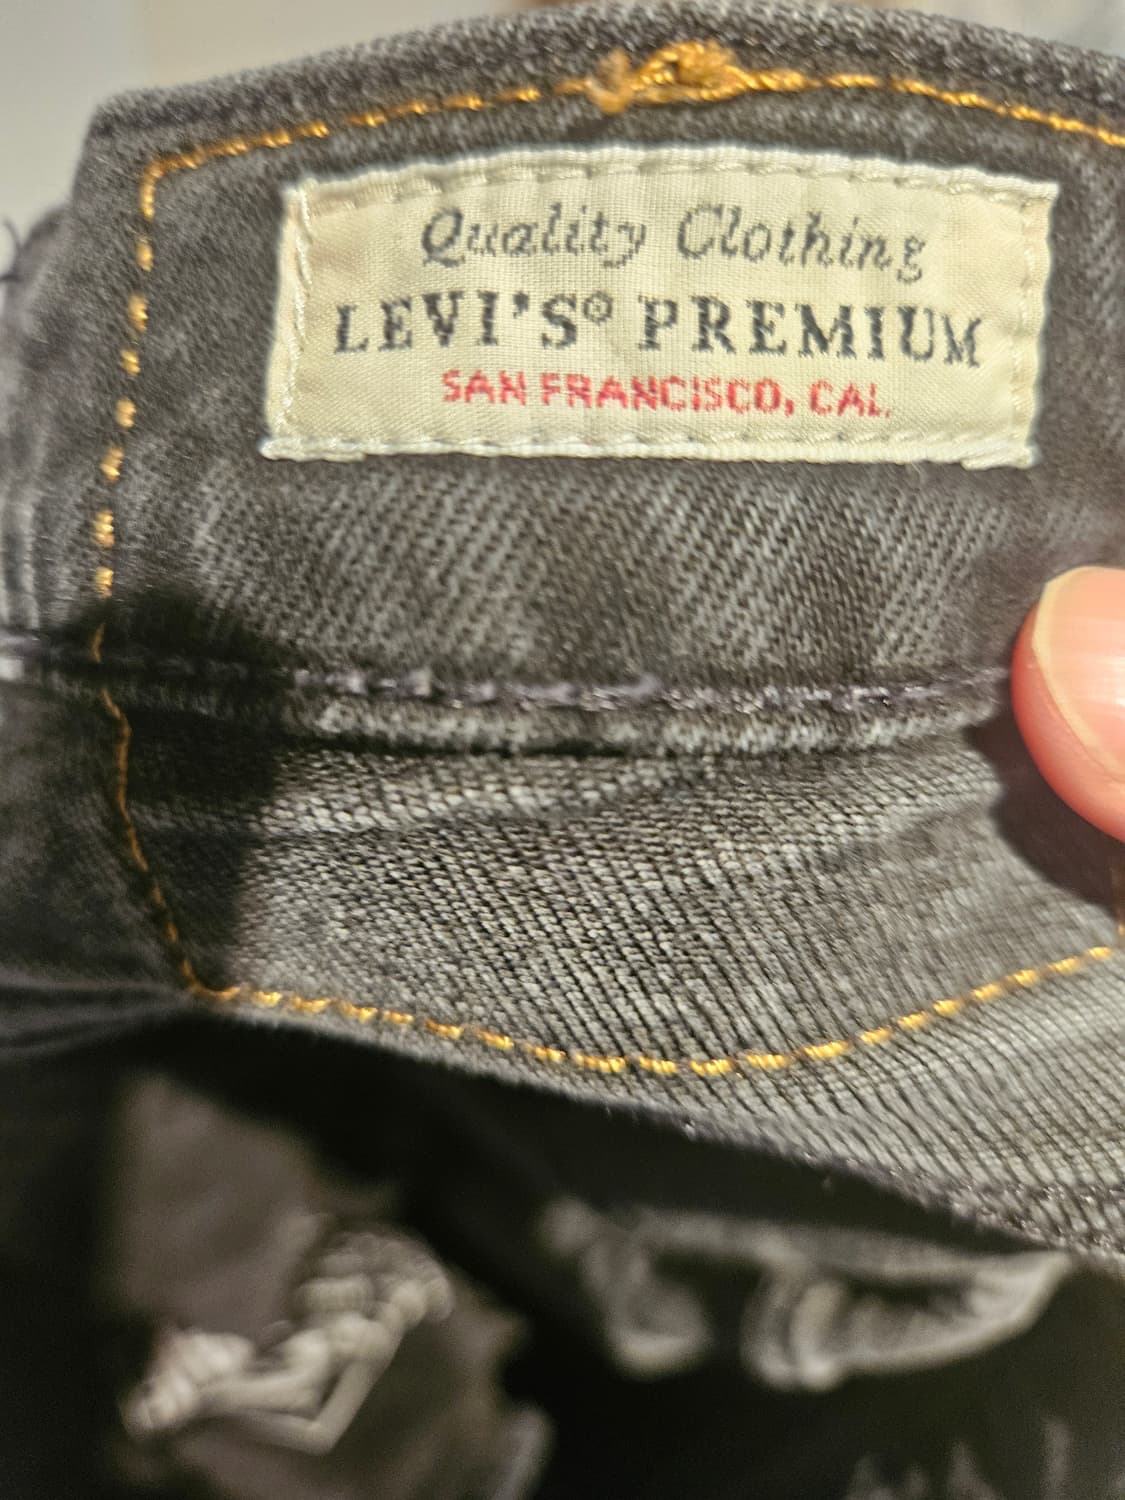 Quality Clothing
LEVI'S® PREMIUM
SAN FRANCISCO, CAL.